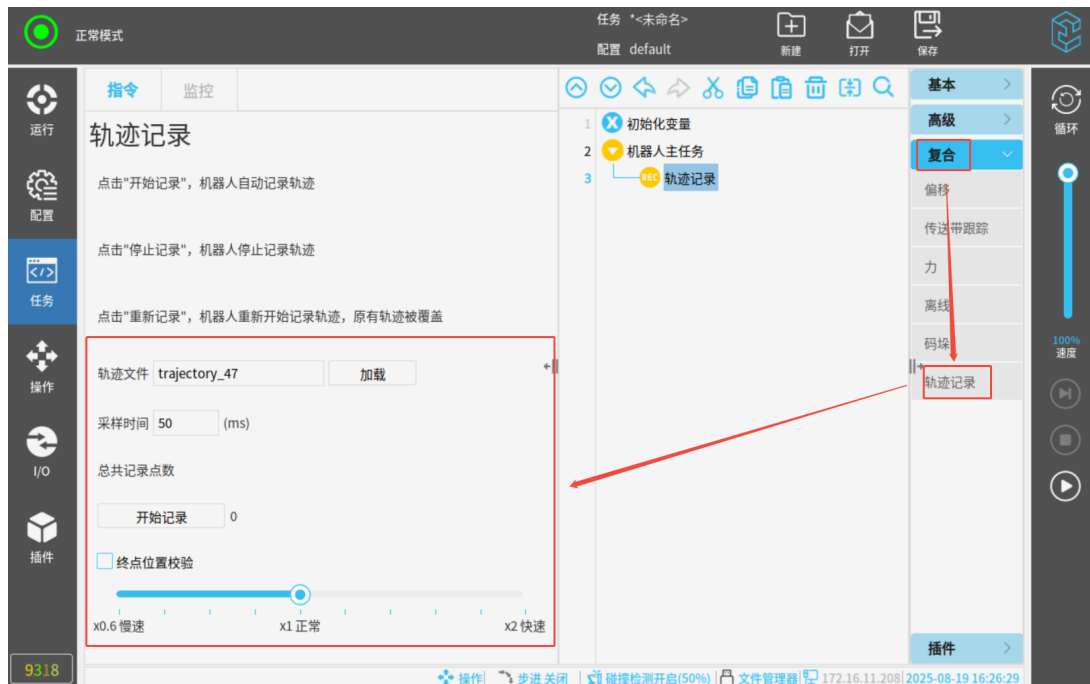 正常模式
任务 *<未命名>
配置 default
新建
打开
保存
运行
配置
任务
操作
I/O
插件
9318
指令
监控
轨迹记录
点击"开始记录"，机器人自动记录轨迹
点击"停止记录"，机器人停止记录轨迹
点击"重新记录"，机器人重新开始记录轨迹，原有轨迹被覆盖
轨迹文件 trajectory_47 加载
采样时间 50 (ms)
总共记录点数
开始记录 0
终点位置校验
x0.6 慢速 x1 正常 x2 快速
1 初始化变量
2 机器人主任务
3 REC 轨迹记录
基本
高级
复合
偏移
传送带跟踪
力
离线
码垛
轨迹记录
插件
循环
100%
速度
操作 步进 关闭 碰撞检测开启(50%) 文件管理器 172.16.11.208 2025-08-19 16:26:29